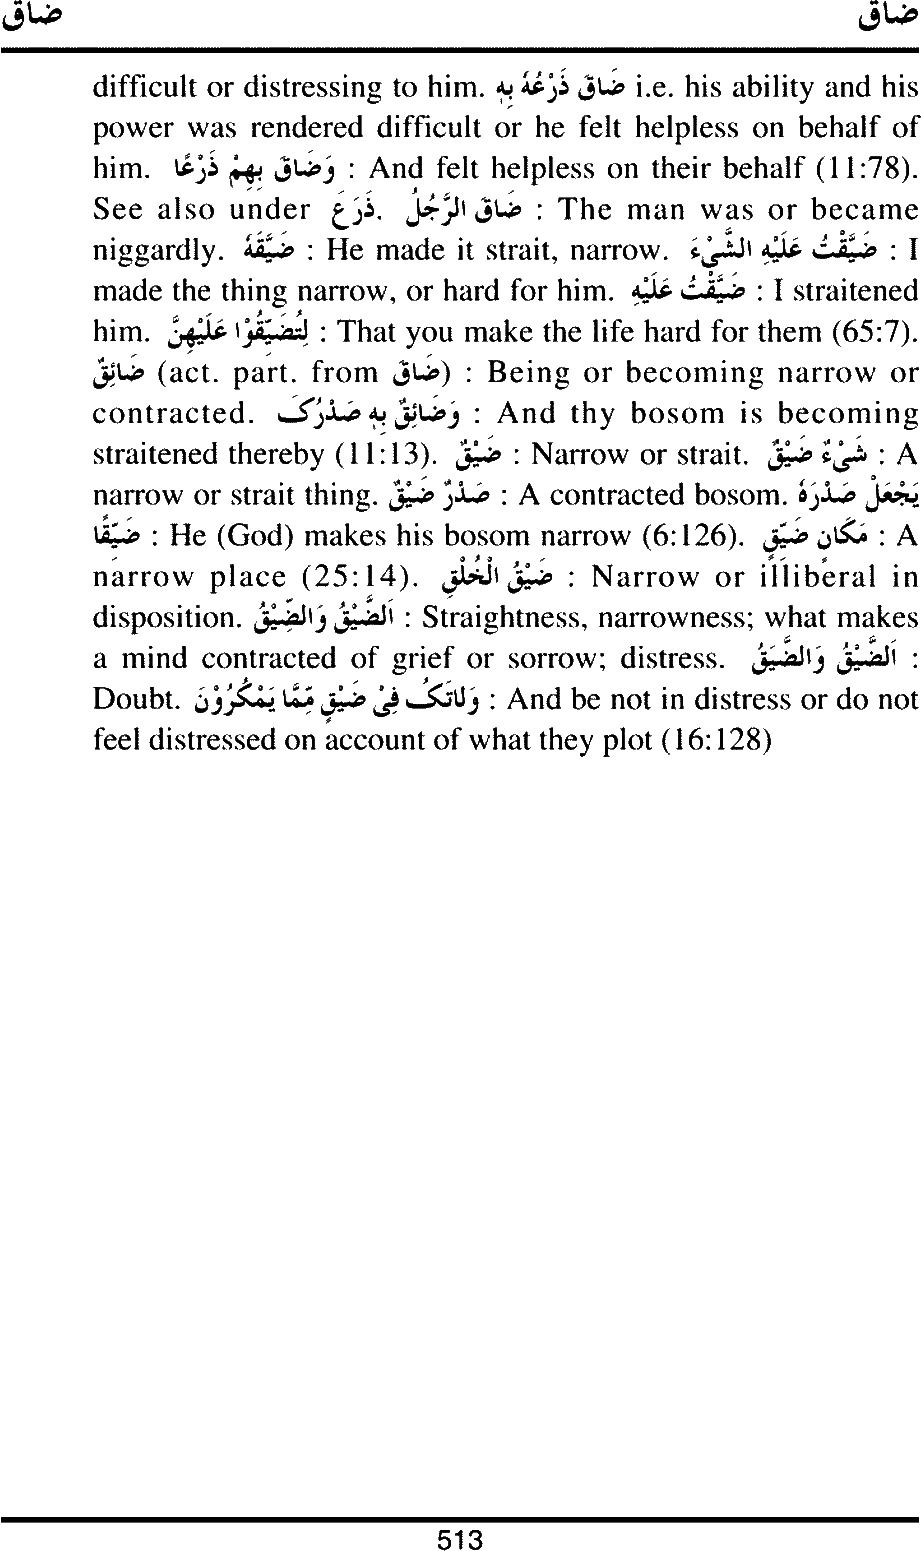 ضاق ضاق
difficult or distressing to him. ضَاقَ ذَرْعُهٗ بِهٖ i.e. his ability and his
power was rendered difficult or he felt helpless on behalf of
him. وَضَاقَ بِهِمْ ذَرْعًا : And felt helpless on their behalf (11:78).
See also under ذَرَعَ. ضَاقَ الرَّجُلُ : The man was or became
niggardly. ضَيَّقَهٗ : He made it strait, narrow. ضَيَّقْتُ عَلَيْهِ الشَّيْءَ : I
made the thing narrow, or hard for him. ضَيَّقْتُ عَلَيْهِ : I straitened
him. لِتُضَيِّقُوْا عَلَيْهِنَّ : That you make the life hard for them (65:7).
ضَائِقٌ (act. part. from ضَاقَ) : Being or becoming narrow or
contracted. وَضَائِقٌ بِهٖ صَدْرُکَ : And thy bosom is becoming
straitened thereby (11:13). ضَيِّقٌ : Narrow or strait. شَيْءٌ ضَيِّقٌ : A
narrow or strait thing. صَدْرٌ ضَيِّقٌ : A contracted bosom. يَجْعَلْ صَدْرَهٗ
ضَيِّقًا : He (God) makes his bosom narrow (6:126). مَكَانٍ ضَيِّقٍ : A
narrow place (25:14). ضَيِّقُ الْخُلْقِ : Narrow or illiberal in
disposition. اَلضَّيْقُ وَالضِّيْقُ : Straightness, narrowness; what makes
a mind contracted of grief or sorrow; distress. اَلضَّيْقُ وَالضَّيَقُ :
Doubt. وَلَاتَکُ فِیْ ضَيْقٍ مِّمَّا يَمْكُرُوْنَ : And be not in distress or do not
feel distressed on account of what they plot (16:128)
513